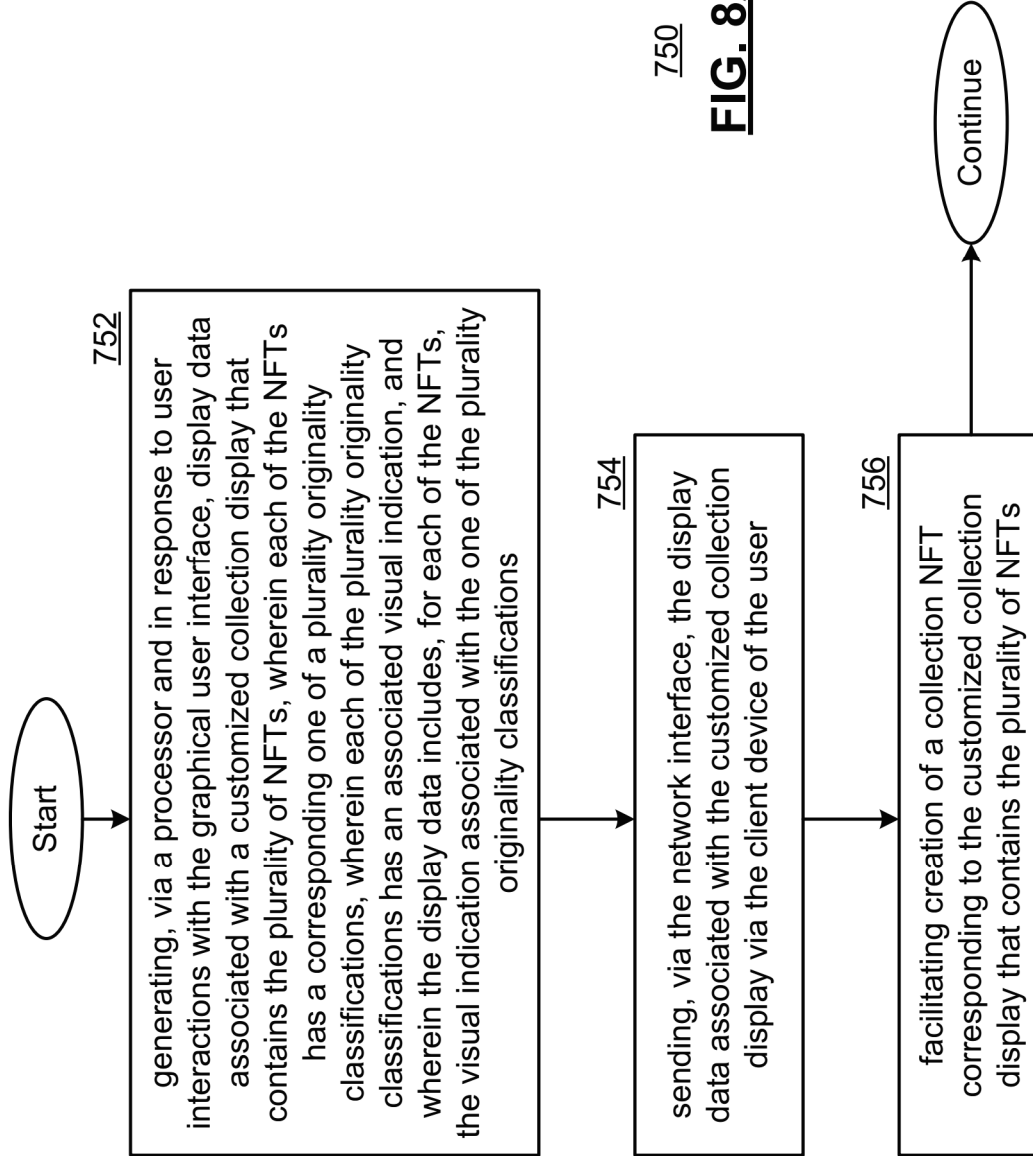 Start
752
generating, via a processor and in response to user
interactions with the graphical user interface, display data
associated with a customized collection display that
contains the plurality of NFTs, wherein each of the NFTs
has a corresponding one of a plurality originality
classifications, wherein each of the plurality originality
classifications has an associated visual indication, and
wherein the display data includes, for each of the NFTs,
the visual indication associated with the one of the plurality
originality classifications
754
sending, via the network interface, the display
data associated with the customized collection
display via the client device of the user
756
facilitating creation of a collection NFT
corresponding to the customized collection
display that contains the plurality of NFTs
Continue
750
FIG. 8